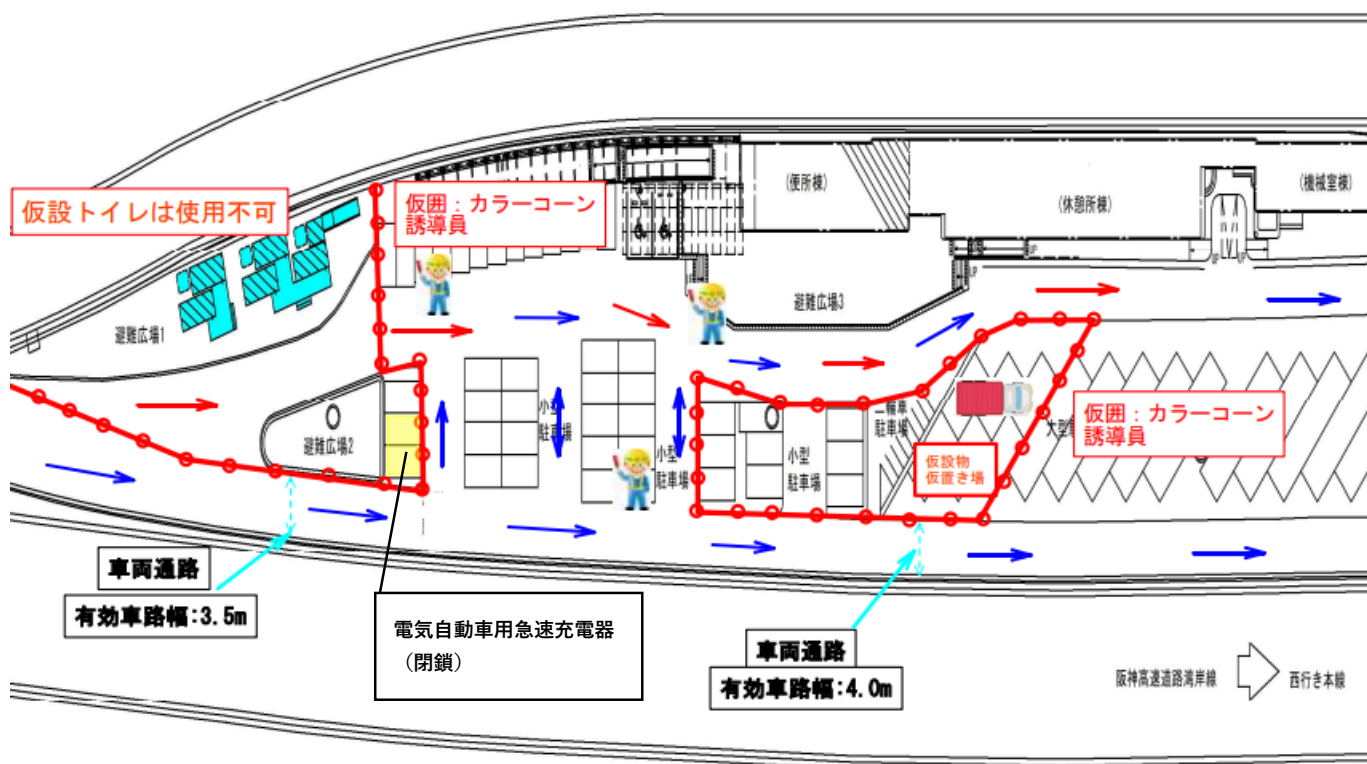 仮設トイレは使用不可
仮囲：カラーコーン
誘導員
(便所棟)
(休憩所棟)
(機械室棟)
UP
UP
UP
UP
UP
避難広場1
避難広場3
避難広場2
小型
駐車場
小型
駐車場
小型
駐車場
二輪車
駐車場
仮設物
仮置き場
大型
仮囲：カラーコーン
誘導員
車両通路
有効車路幅:3.5m
電気自動車用急速充電器
（閉鎖）
車両通路
有効車路幅:4.0m
阪神高速道路湾岸線
西行き本線